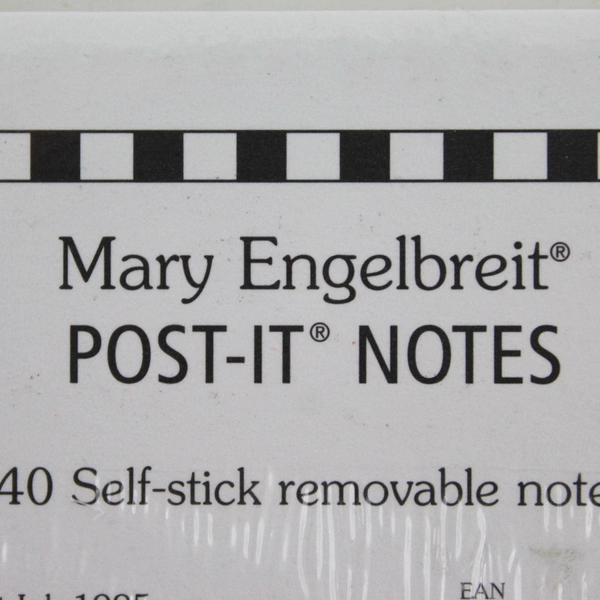 Mary Engelbreit®
POST-IT® NOTES
40 Self-stick removable note
EAN